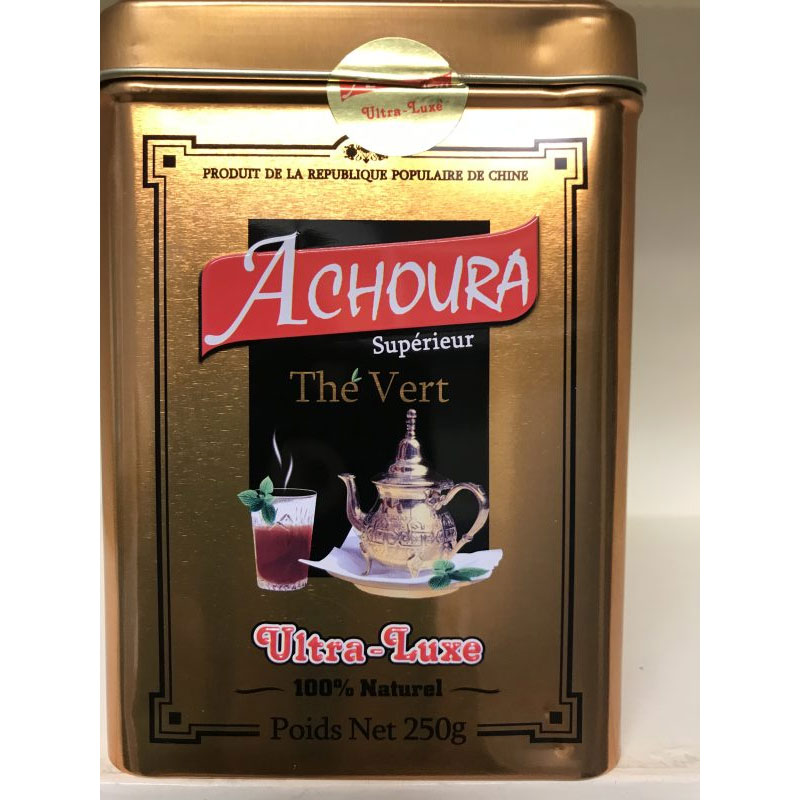 Ultra-Luxe
PRODUIT DE LA REPUBLIQUE POPULAIRE DE CHINE
ACHOURA
Supérieur
Thé Vert
Ultra-Luxe
100% Naturel
Poids Net 250g